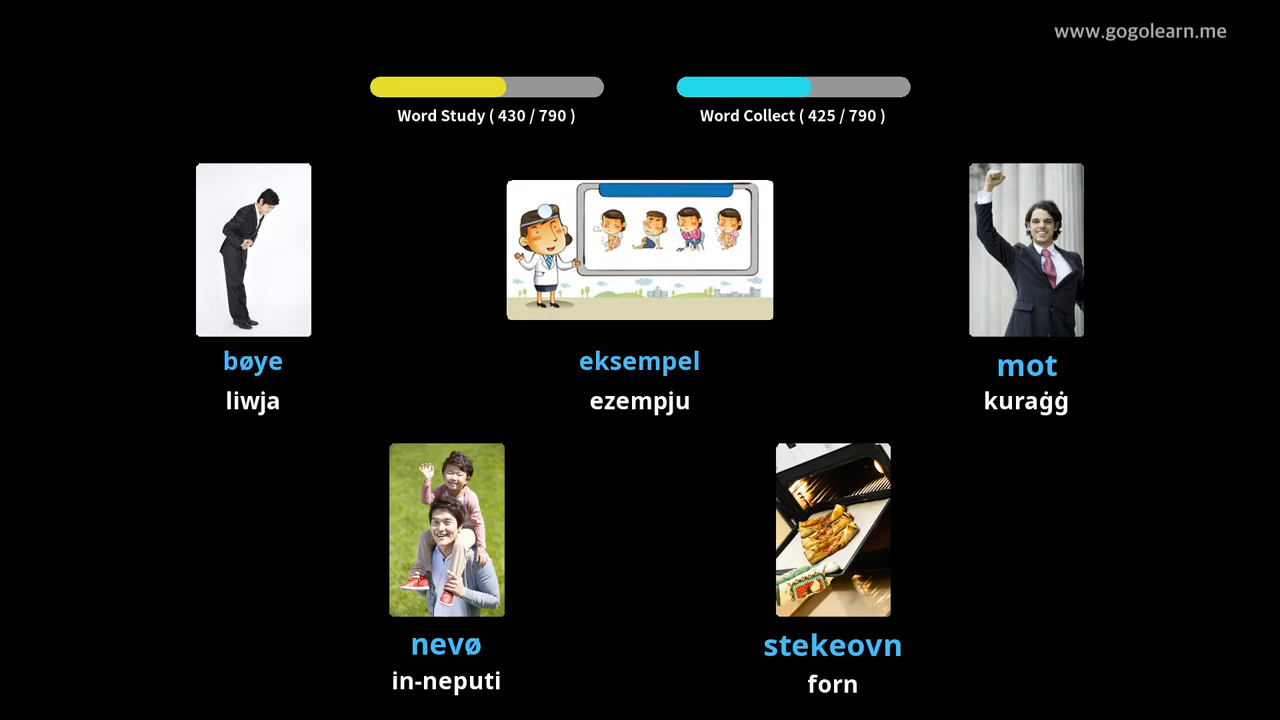 www.gogolearn.me
Word Study ( 430 / 790 )
Word Collect ( 425 / 790 )
bøye
liwja
eksempel
ezempju
mot
kuraġġ
nevø
in-neputi
stekeovn
forn